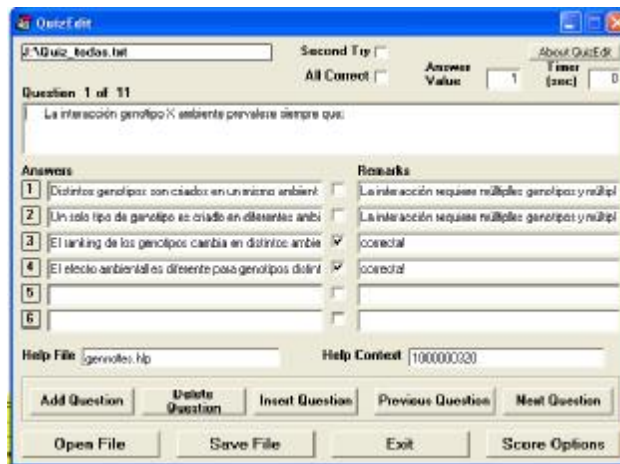 QuizEdit
J:\Quiz_todas.txt
Second Try
About QuizEdit
All Correct
Answer Value 1
Timer (sec) 0
Question 1 of 11
La interacción genotipo X ambiente prevalece siempre que:
Answers
Remarks
1 Distintos genotipos son criados en un mismo ambient
La interacción requiere múltiples genotipos y múltipl
2 Un solo tipo de genotipo es criado en diferentes ambi
La interacción requiere múltiples genotipos y múltipl
3 El ranking de los genotipos cambia en distintos ambie
correcta!
4 El efecto ambiental es diferente para genotipos distint
correcta!
5
6
Help File gennotes.hlp
Help Context 1000000320
Add Question
Delete Question
Insert Question
Previous Question
Next Question
Open File
Save File
Exit
Score Options